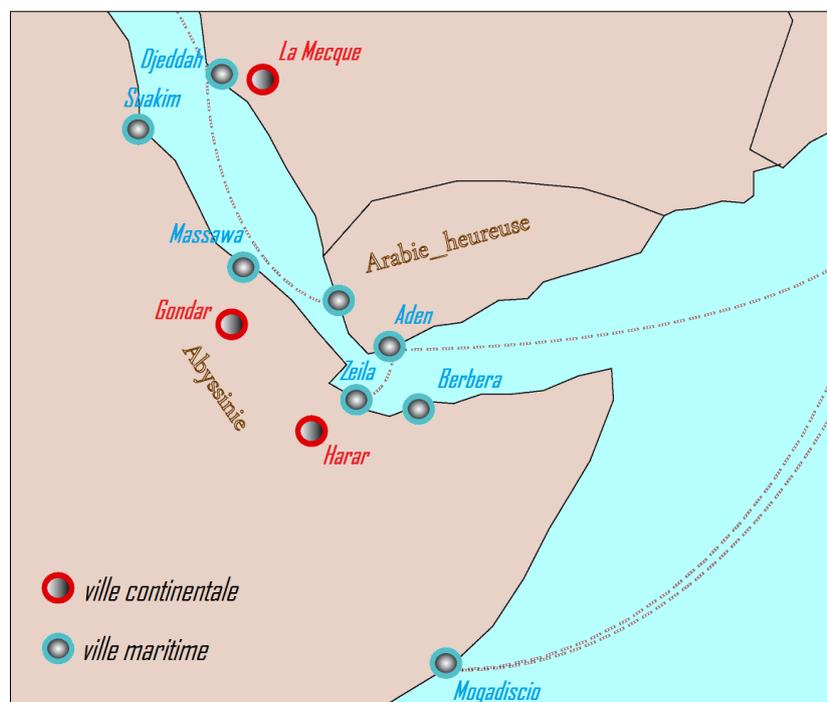 La Mecque
Djeddah
Suakim
Massawa
Arabie_heureuse
Gondar
Aden
Abyssinie
Zeila
Berbera
Harar
ville continentale
ville maritime
Mogadiscio